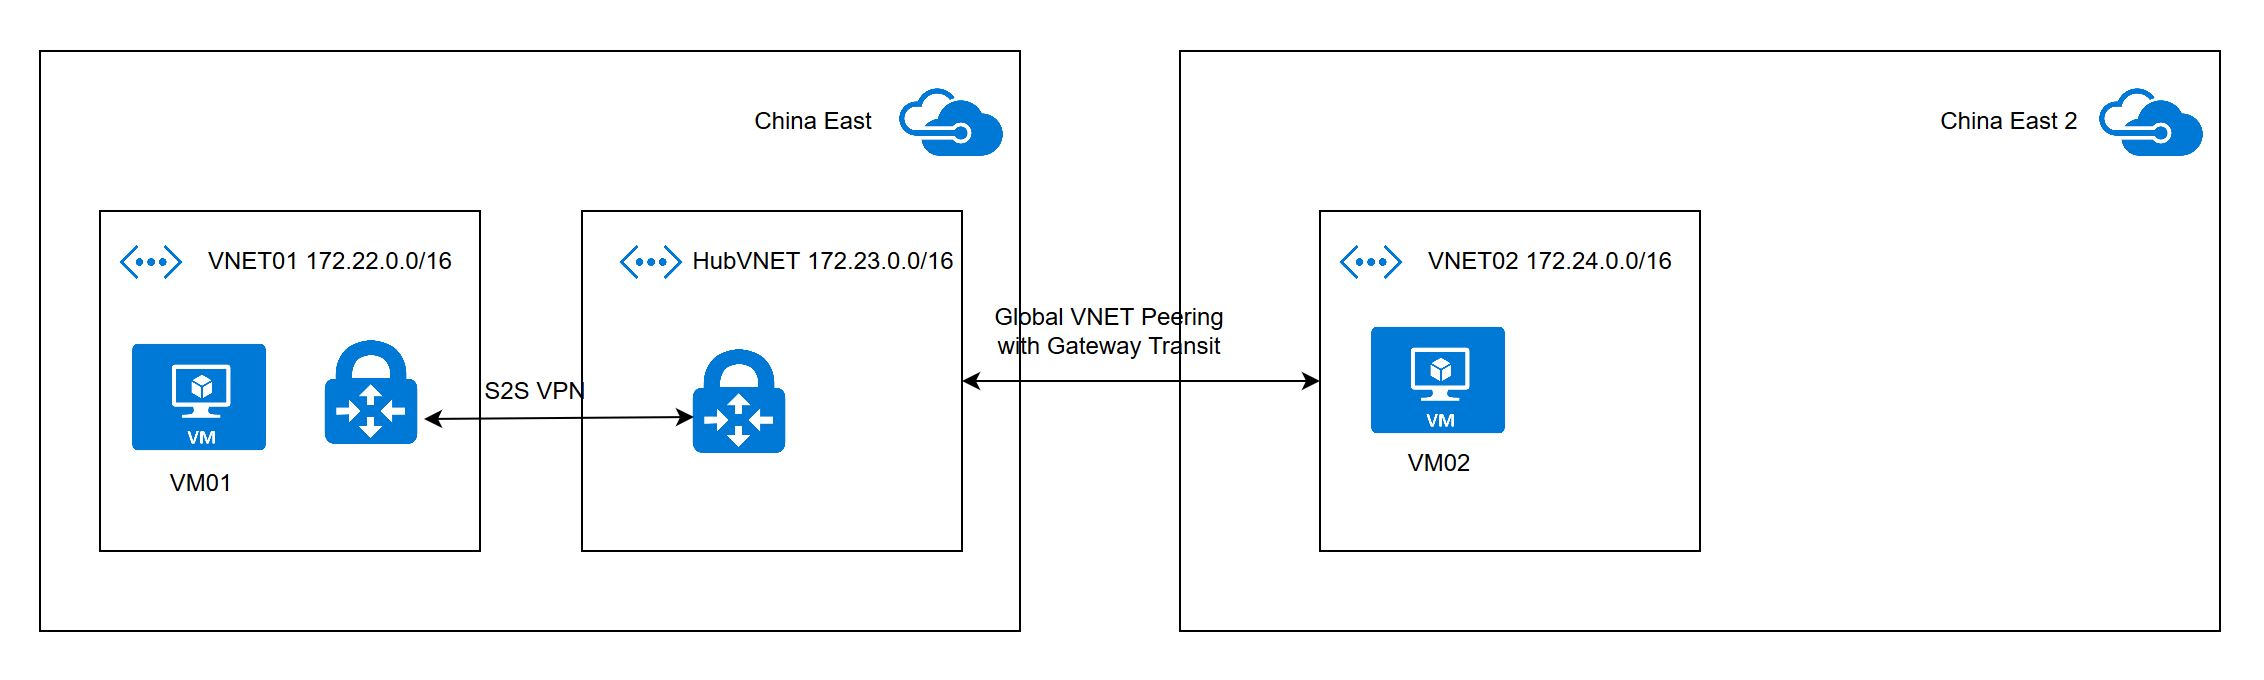 China East
China East 2
VNET01 172.22.0.0/16
HubVNET 172.23.0.0/16
VNET02 172.24.0.0/16
Global VNET Peering
with Gateway Transit
S2S VPN
VM
VM
VM01
VM02